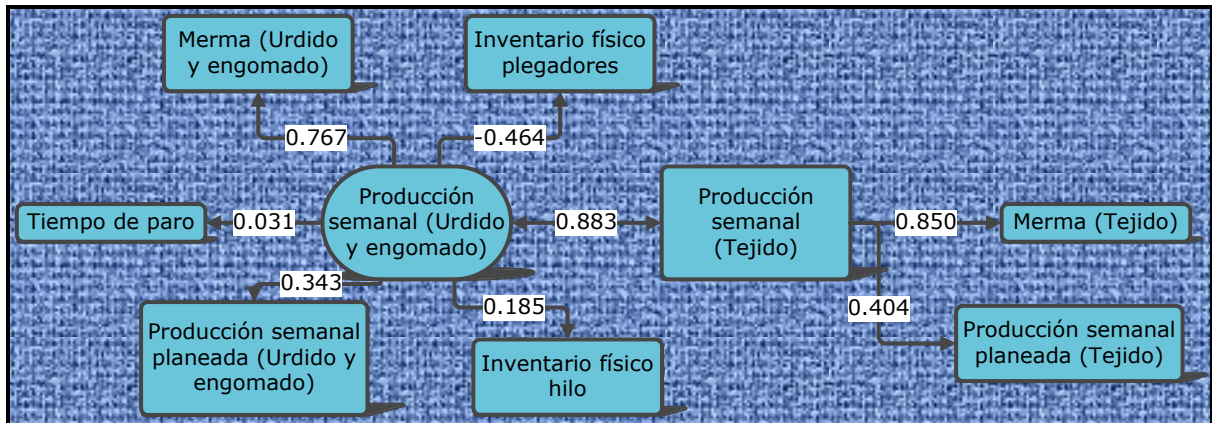 Merma (Urdido
y engomado)
Inventario físico
plegadores
0.767
-0.464
Tiempo de paro
0.031
Producción
semanal (Urdido
y engomado)
0.883
Producción
semanal
(Tejido)
0.850
Merma (Tejido)
0.343
0.185
0.404
Producción semanal
planeada (Urdido y
engomado)
Inventario físico
hilo
Producción semanal
planeada (Tejido)